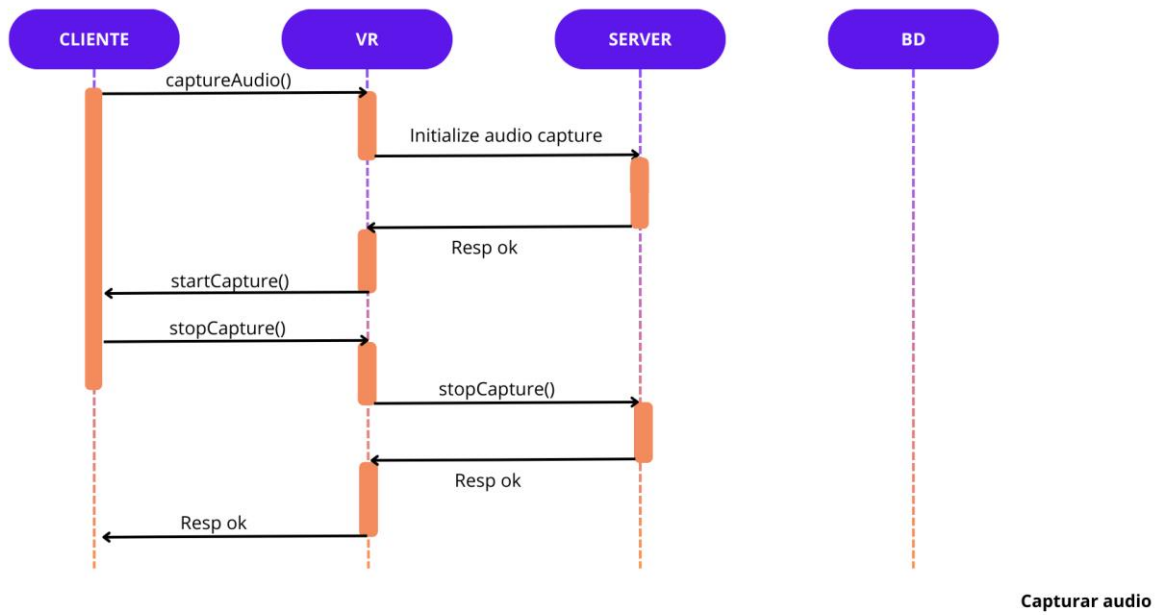 CLIENTE
VR
SERVER
BD
captureAudio()
Initialize audio capture
Resp ok
startCapture()
stopCapture()
stopCapture()
Resp ok
Resp ok
Capturar audio